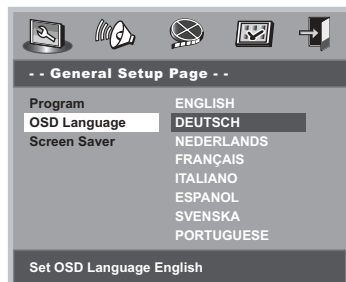 - - General Setup Page - -
Program ENGLISH
OSD Language DEUTSCH
Screen Saver NEDERLANDS
FRANÇAIS
ITALIANO
ESPANOL
SVENSKA
PORTUGUESE
Set OSD Language English